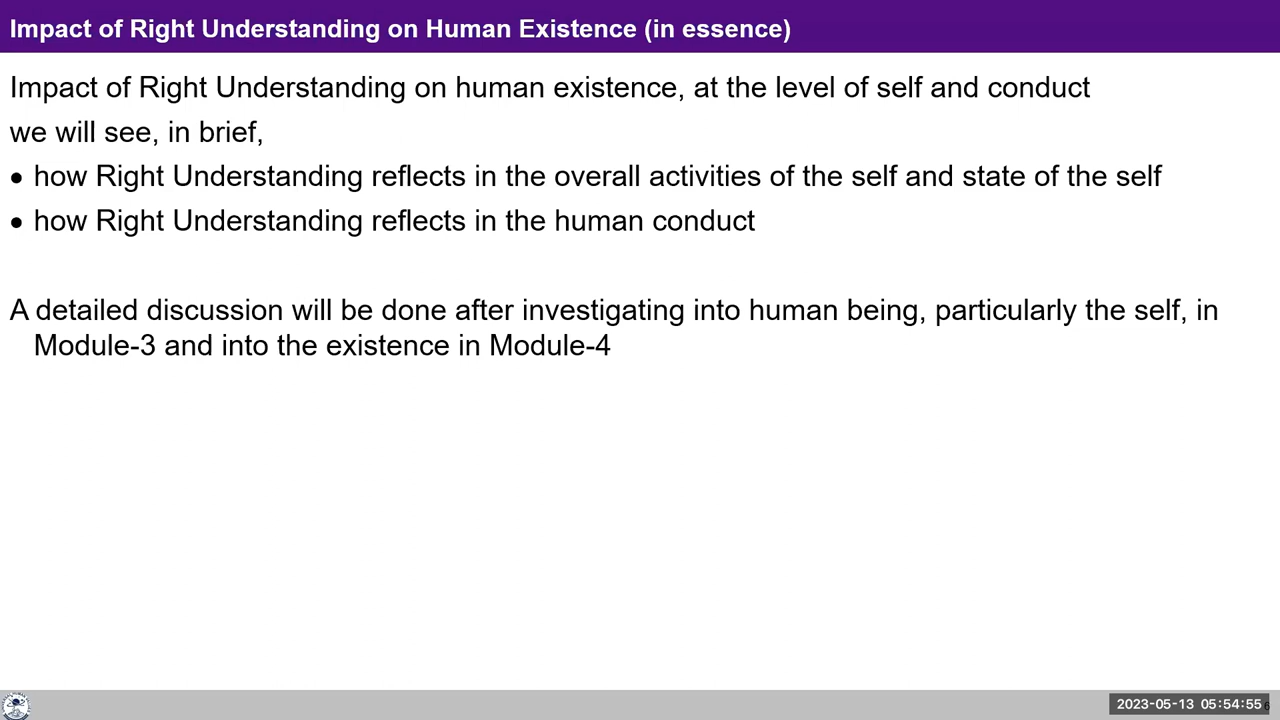 Impact of Right Understanding on Human Existence (in essence)
Impact of Right Understanding on human existence, at the level of self and conduct
we will see, in brief,
• how Right Understanding reflects in the overall activities of the self and state of the self
• how Right Understanding reflects in the human conduct
A detailed discussion will be done after investigating into human being, particularly the self, in
Module-3 and into the existence in Module-4
2023-05-13 05:54:55
6